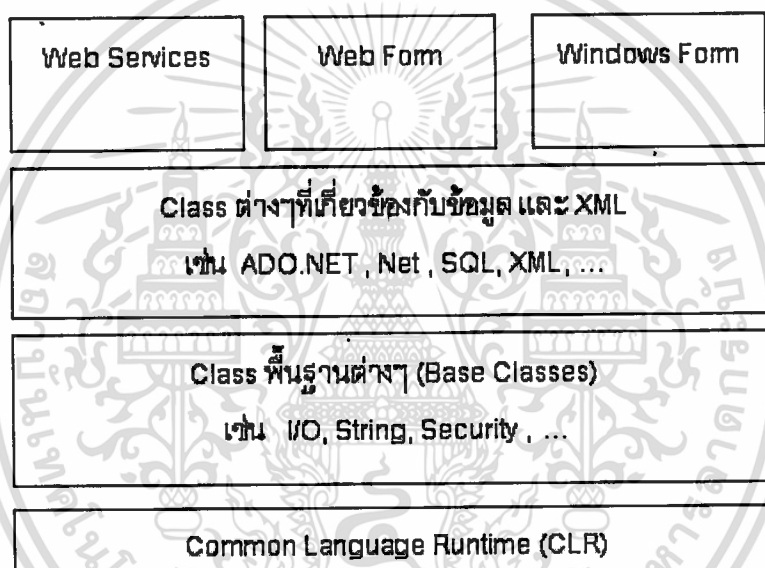 Web Services
Web Form
Windows Form
Class ต่างๆที่เกี่ยวข้องกับข้อมูล และ XML
เช่น ADO.NET , Net , SQL, XML, ...
Class พื้นฐานต่างๆ (Base Classes)
เช่น I/O, String, Security , ...
Common Language Runtime (CLR)